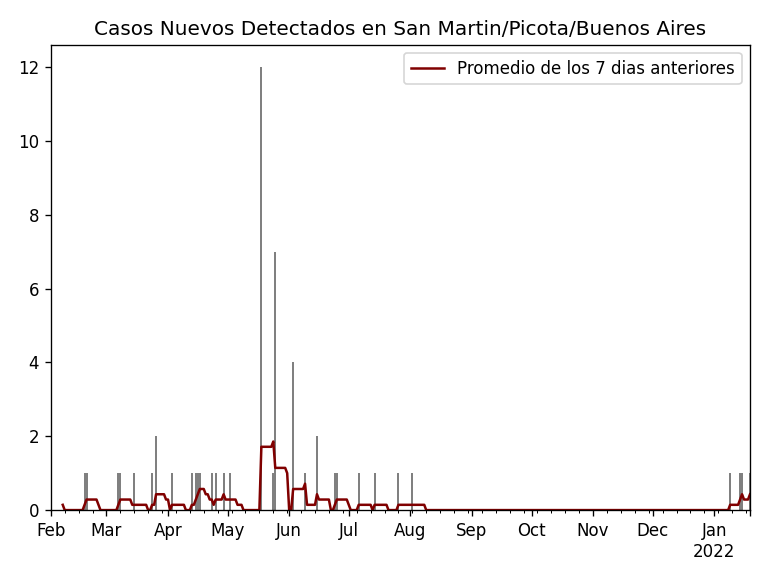 Casos Nuevos Detectados en San Martin/Picota/Buenos Aires
Promedio de los 7 dias anteriores
12
10
8
6
4
2
0
Feb Mar Apr May Jun Jul Aug Sep Oct Nov Dec Jan
2022